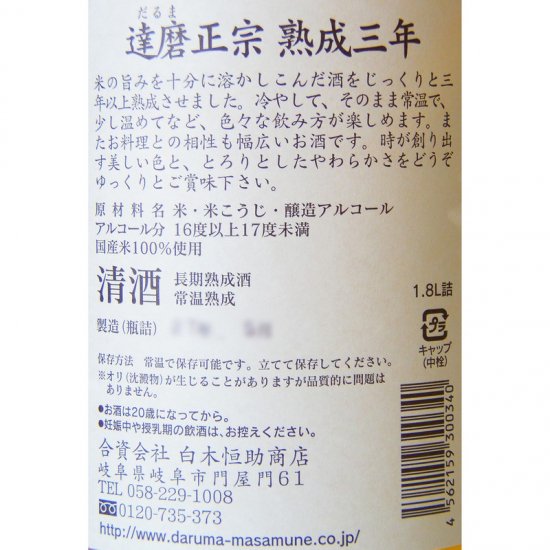 だるま
達磨正宗 熟成三年
米の旨みを十分に溶かしこんだ酒をじっくりと三
年以上熟成させました。冷やして、そのまま常温で、
少し温めてなど、色々な飲み方が楽しめます。ま
たお料理との相性も幅広いお酒です。時が創り出
す美しい色と、とろりとしたやわらかさをどうぞ
ゆっくりとご賞味下さい。
原材料名 米・米こうじ・醸造アルコール
アルコール分 16度以上17度未満
国産米100%使用
清酒 長期熟成酒
常温熟成
1.8L詰
製造(瓶詰)
プラ
キャップ
(中栓)
保存方法 常温で保存可能です。立てて保存してください。
※オリ(沈澱物)が生じることがありますが品質的に問題は
ありません。
●お酒は20歳になってから。
●妊娠中や授乳期の飲酒は、お控えください。
合資会社 白木恒助商店
岐阜県岐阜市門屋門61
TEL 058-229-1008
0120-735-373
http://www.daruma-masamune.co.jp/
4 562159 300340